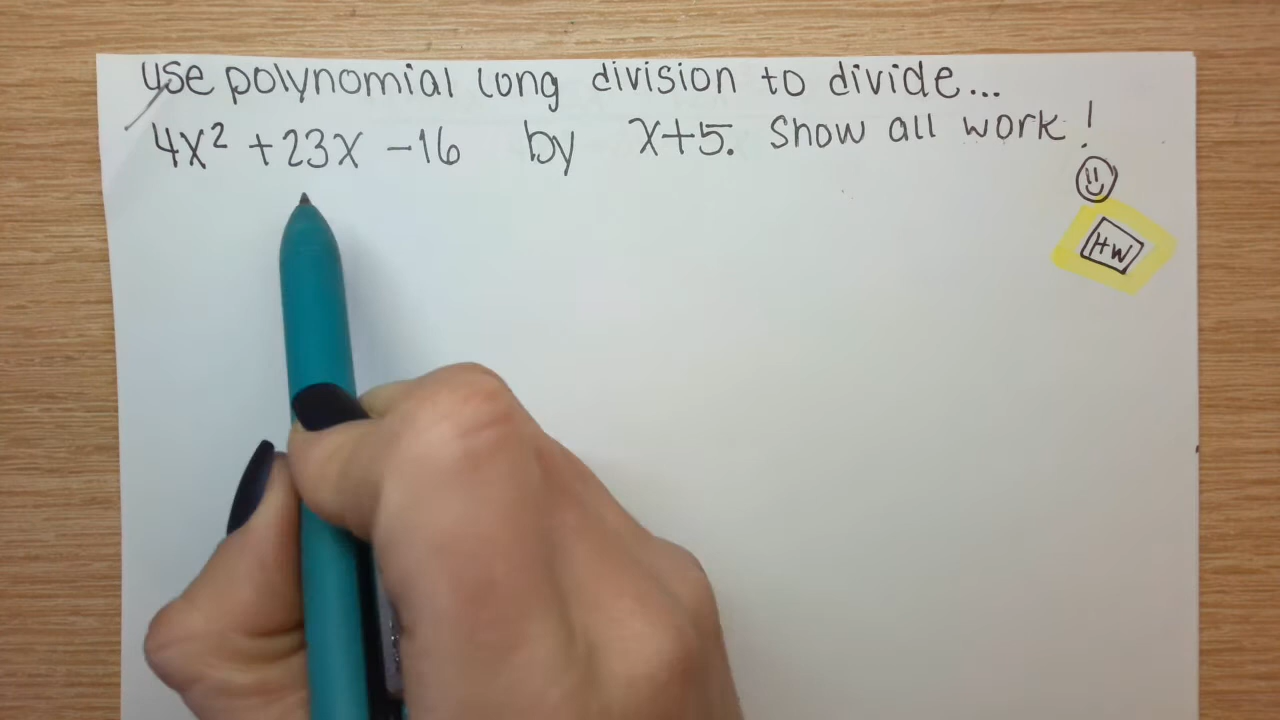 use polynomial long division to divide...
4x² +23x -16 by x+5. Show all work!
HW